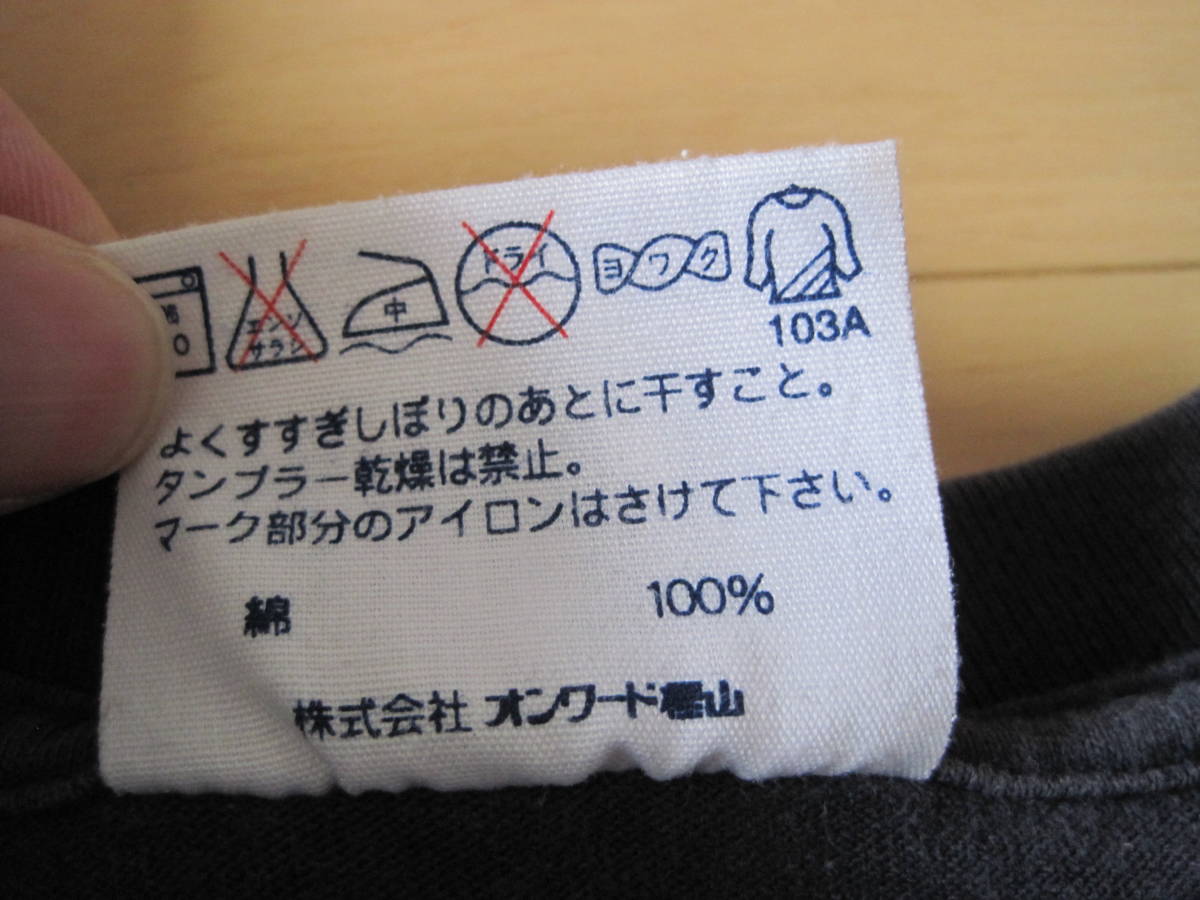 エンソ
サラシ
中
ドライ
ヨワク
103A
よくすすぎしぼりのあとに干すこと。
タンブラー乾燥は禁止。
マーク部分のアイロンはさけて下さい。
綿 100%
株式会社 オンワード樫山